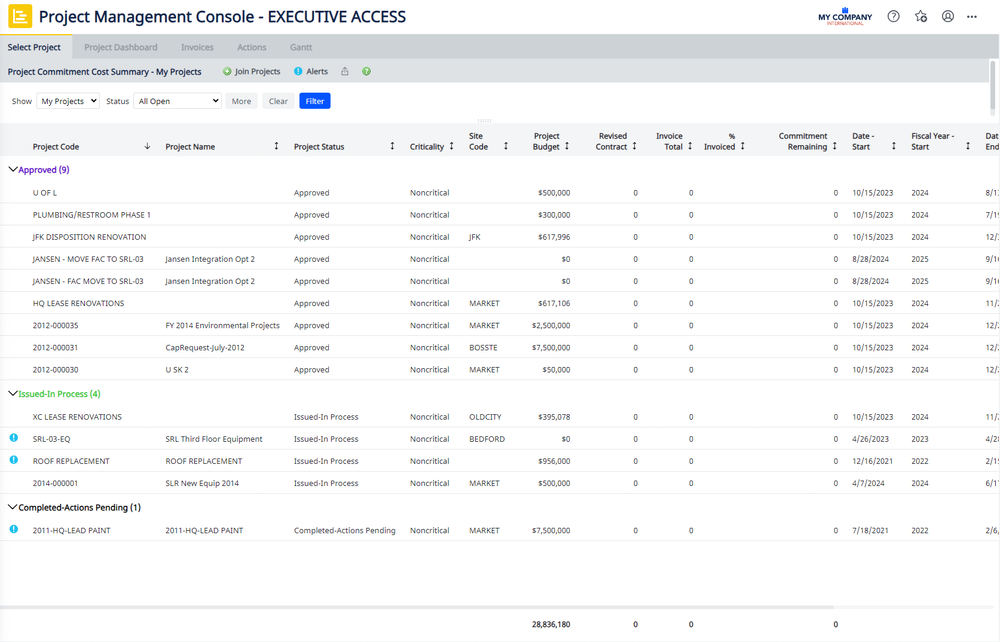 Project Management Console - EXECUTIVE ACCESS
MY COMPANY
INTERNATIONAL
Select Project Project Dashboard Invoices Actions Gantt
Project Commitment Cost Summary - My Projects Join Projects Alerts
Show My Projects Status All Open More Clear Filter
Project Code Project Name Project Status Criticality Site Code Project Budget Revised Contract Invoice Total % Invoiced Commitment Remaining Date - Start Fiscal Year - Start Dat End
Approved (9)
U OF L Approved Noncritical $500,000 0 0 0 10/15/2023 2024 8/1
PLUMBING/RESTROOM PHASE 1 Approved Noncritical $300,000 0 0 0 10/15/2023 2024 7/1
JFK DISPOSITION RENOVATION Approved Noncritical JFK $617,996 0 0 0 10/15/2023 2024 12/
JANSEN - MOVE FAC TO SRL-03 Jansen Integration Opt 2 Approved Noncritical $0 0 0 0 8/28/2024 2025 9/1
JANSEN - FAC MOVE TO SRL-03 Jansen Integration Opt 2 Approved Noncritical $0 0 0 0 8/28/2024 2025 9/1
HQ LEASE RENOVATIONS Approved Noncritical MARKET $617,106 0 0 0 10/15/2023 2024 11/
2012-000035 FY 2014 Environmental Projects Approved Noncritical MARKET $2,500,000 0 0 0 10/15/2023 2024 12/
2012-000031 CapRequest-July-2012 Approved Noncritical BOSSTE $7,500,000 0 0 0 10/15/2023 2024 12/
2012-000030 U SK 2 Approved Noncritical MARKET $50,000 0 0 0 10/15/2023 2024 12/
Issued-In Process (4)
XC LEASE RENOVATIONS Issued-In Process Noncritical OLDCITY $395,078 0 0 0 10/15/2023 2024 11/
SRL-03-EQ SRL Third Floor Equipment Issued-In Process Noncritical BEDFORD $0 0 0 0 4/26/2023 2023 4/2
ROOF REPLACEMENT ROOF REPLACEMENT Issued-In Process Noncritical $956,000 0 0 0 12/16/2021 2022 2/1
2014-000001 SLR New Equip 2014 Issued-In Process Noncritical MARKET $500,000 0 0 0 4/7/2024 2024 6/1
Completed-Actions Pending (1)
2011-HQ-LEAD PAINT 2011-HQ-LEAD PAINT Completed-Actions Pending Noncritical MARKET $7,500,000 0 0 0 7/18/2021 2022 2/6,
28,836,180 0 0 0